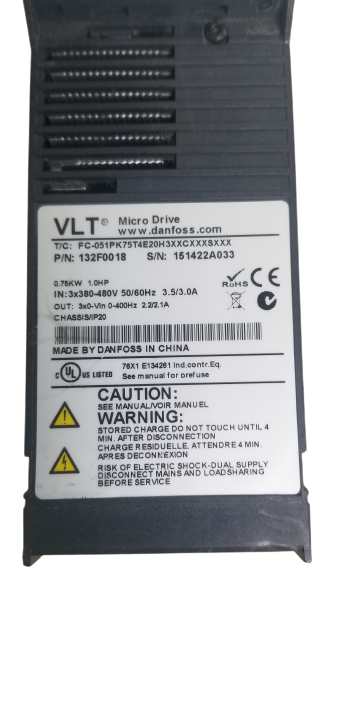 VLT® Micro Drive
www.danfoss.com
T/C: FC-051PK75T4E20H3XXCXXXSXXX
P/N: 132F0018 S/N: 151422A033
0.75KW 1.0HP
IN:3x380-480V 50/60Hz 3.5/3.0A
OUT: 3x0-Vin 0-400Hz 2.2/2.1A
CHASSIS/IP20
RoHS CE
MADE BY DANFOSS IN CHINA
c UL US LISTED 76X1 E134261 Ind.contr.Eq.
See manual for prefuse
CAUTION:
SEE MANUAL/VOIR MANUEL
WARNING:
STORED CHARGE DO NOT TOUCH UNTIL 4
MIN. AFTER DISCONNECTION
CHARGE RESIDUELLE, ATTENDRE 4 MIN.
APRES DECONNEXION
RISK OF ELECTRIC SHOCK-DUAL SUPPLY
DISCONNECT MAINS AND LOADSHARING
BEFORE SERVICE